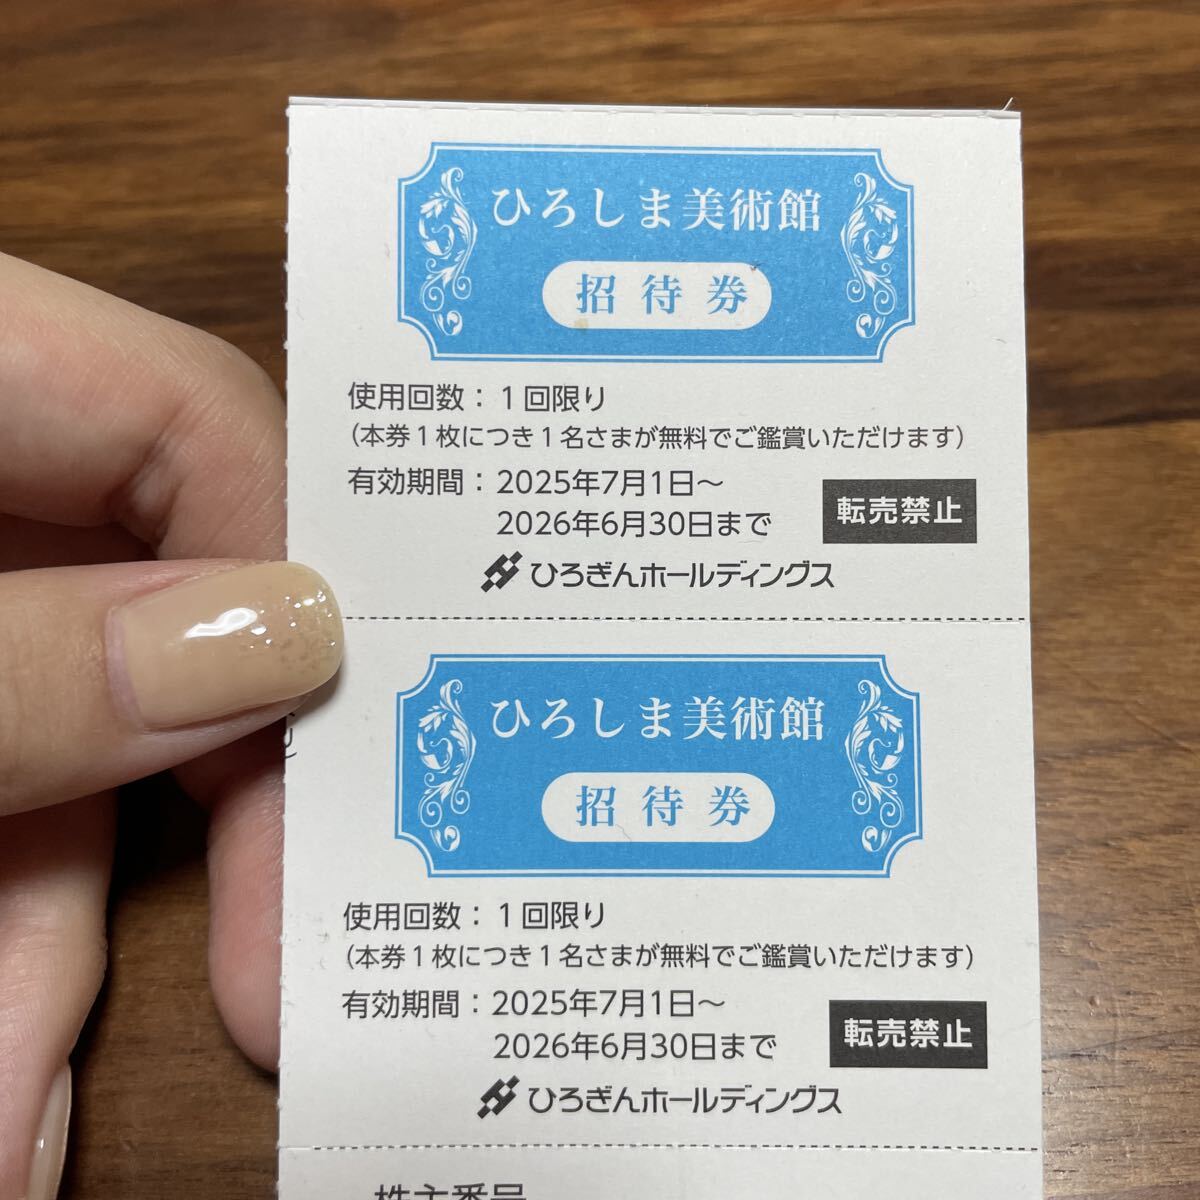 ひろしま美術館
招待券
使用回数：1回限り
（本券1枚につき1名さまが無料でご鑑賞いただけます）
有効期間：2025年7月1日～
2026年6月30日まで
転売禁止
ひろぎんホールディングス
ひろしま美術館
招待券
使用回数：1回限り
（本券1枚につき1名さまが無料でご鑑賞いただけます）
有効期間：2025年7月1日～
2026年6月30日まで
転売禁止
ひろぎんホールディングス
株主番号